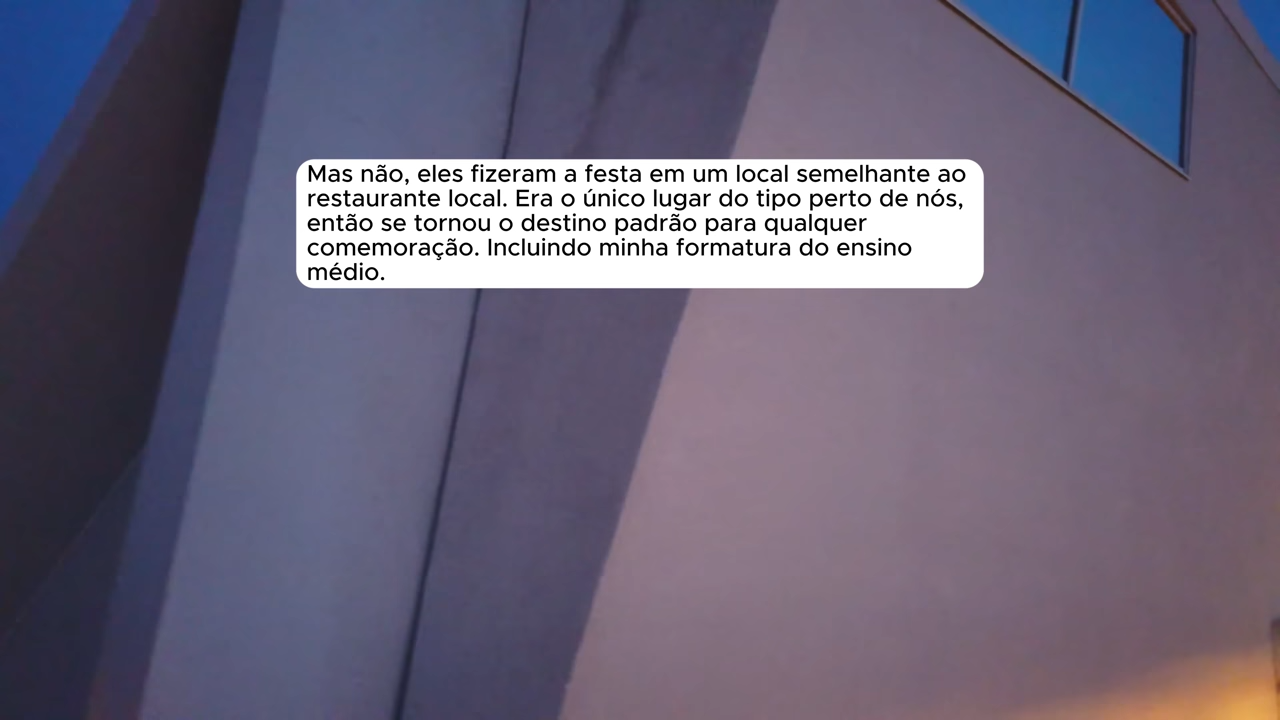 Mas não, eles fizeram a festa em um local semelhante ao
restaurante local. Era o único lugar do tipo perto de nós,
então se tornou o destino padrão para qualquer
comemoração. Incluindo minha formatura do ensino
médio.